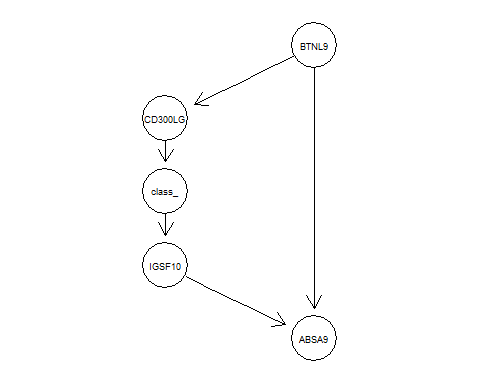 BTNL9
CD300LG
class_
IGSF10
ABSA9